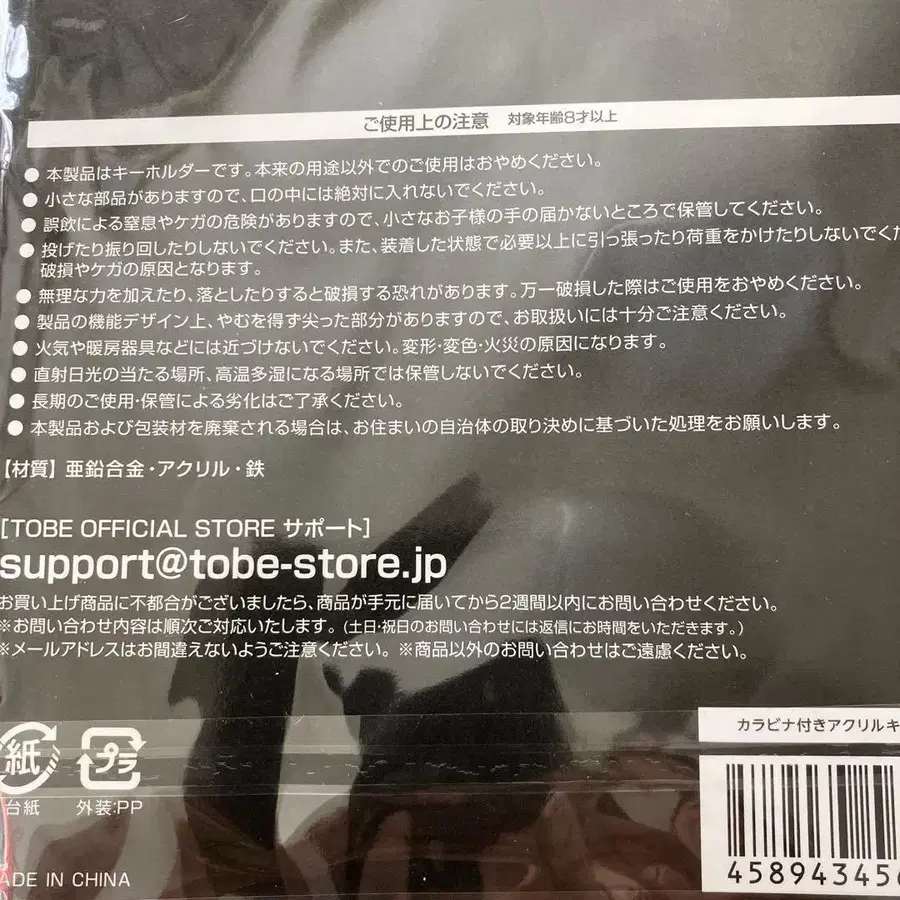 ご使用上の注意 対象年齢8才以上
● 本製品はキーホルダーです。本来の用途以外でのご使用はおやめください。
● 小さな部品がありますので、口の中には絶対に入れないでください。
● 誤飲による窒息やケガの危険がありますので、小さなお子様の手の届かないところで保管してください。
● 投げたり振り回したりしないでください。また、装着した状態で必要以上に引っ張ったり荷重をかけたりしないでくだ
破損やケガの原因となります。
● 無理な力を加えたり、落としたりすると破損する恐れがあります。万一破損した際はご使用をおやめください。
● 製品の機能デザイン上、やむを得ず尖った部分がありますので、お取扱いには十分ご注意ください。
● 火気や暖房器具などには近づけないでください。変形・変色・火災の原因になります。
● 直射日光の当たる場所、高温多湿になる場所では保管しないでください。
● 長期のご使用・保管による劣化はご了承ください。
● 本製品および包装材を廃棄される場合は、お住まいの自治体の取り決めに基づいた処理をお願いします。
【材質】亜鉛合金・アクリル・鉄
[TOBE OFFICIAL STORE サポート]
support@tobe-store.jp
お買い上げ商品に不都合がございましたら、商品が手元に届いてから2週間以内にお問い合わせください。
※お問い合わせ内容は順次ご対応いたします。(土日・祝日のお問い合わせには返信にお時間をいただきます。)
※メールアドレスはお間違えないようご注意ください。 ※商品以外のお問い合わせはご遠慮ください。
カラビナ付きアクリルキ
紙 プラ
台紙 外装:PP
458943456
ADE IN CHINA